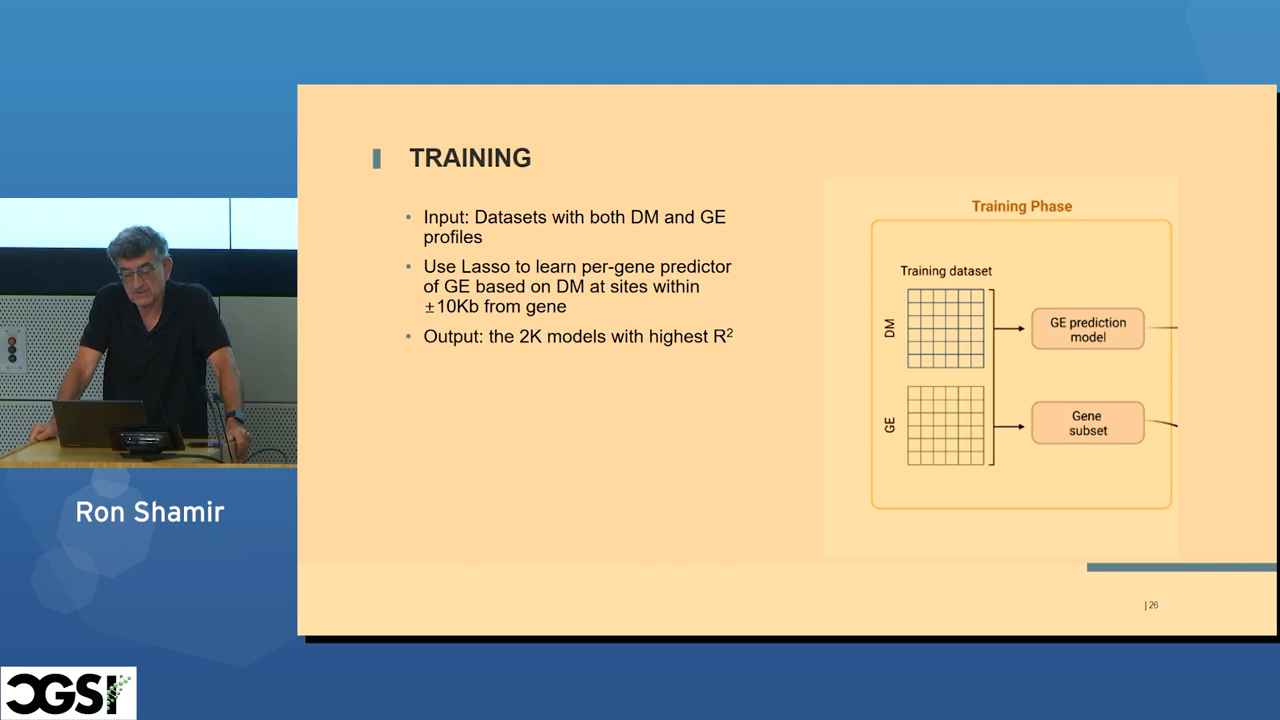 TRAINING
• Input: Datasets with both DM and GE
profiles
• Use Lasso to learn per-gene predictor
of GE based on DM at sites within
±10Kb from gene
• Output: the 2K models with highest R²
Training Phase
Training dataset
DM
GE prediction
model
GE
Gene
subset
| 26
Ron Shamir
CGSI